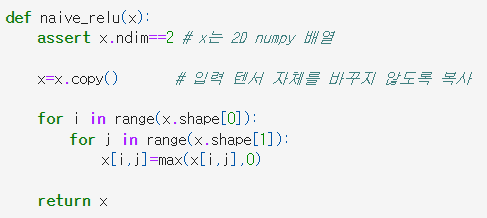 def naive_relu(x):
    assert x.ndim==2 # x는 2D numpy 배열
    x=x.copy()       # 입력 텐서 자체를 바꾸지 않도록 복사
    for i in range(x.shape[0]):
        for j in range(x.shape[1]):
            x[i,j]=max(x[i,j],0)
    return x